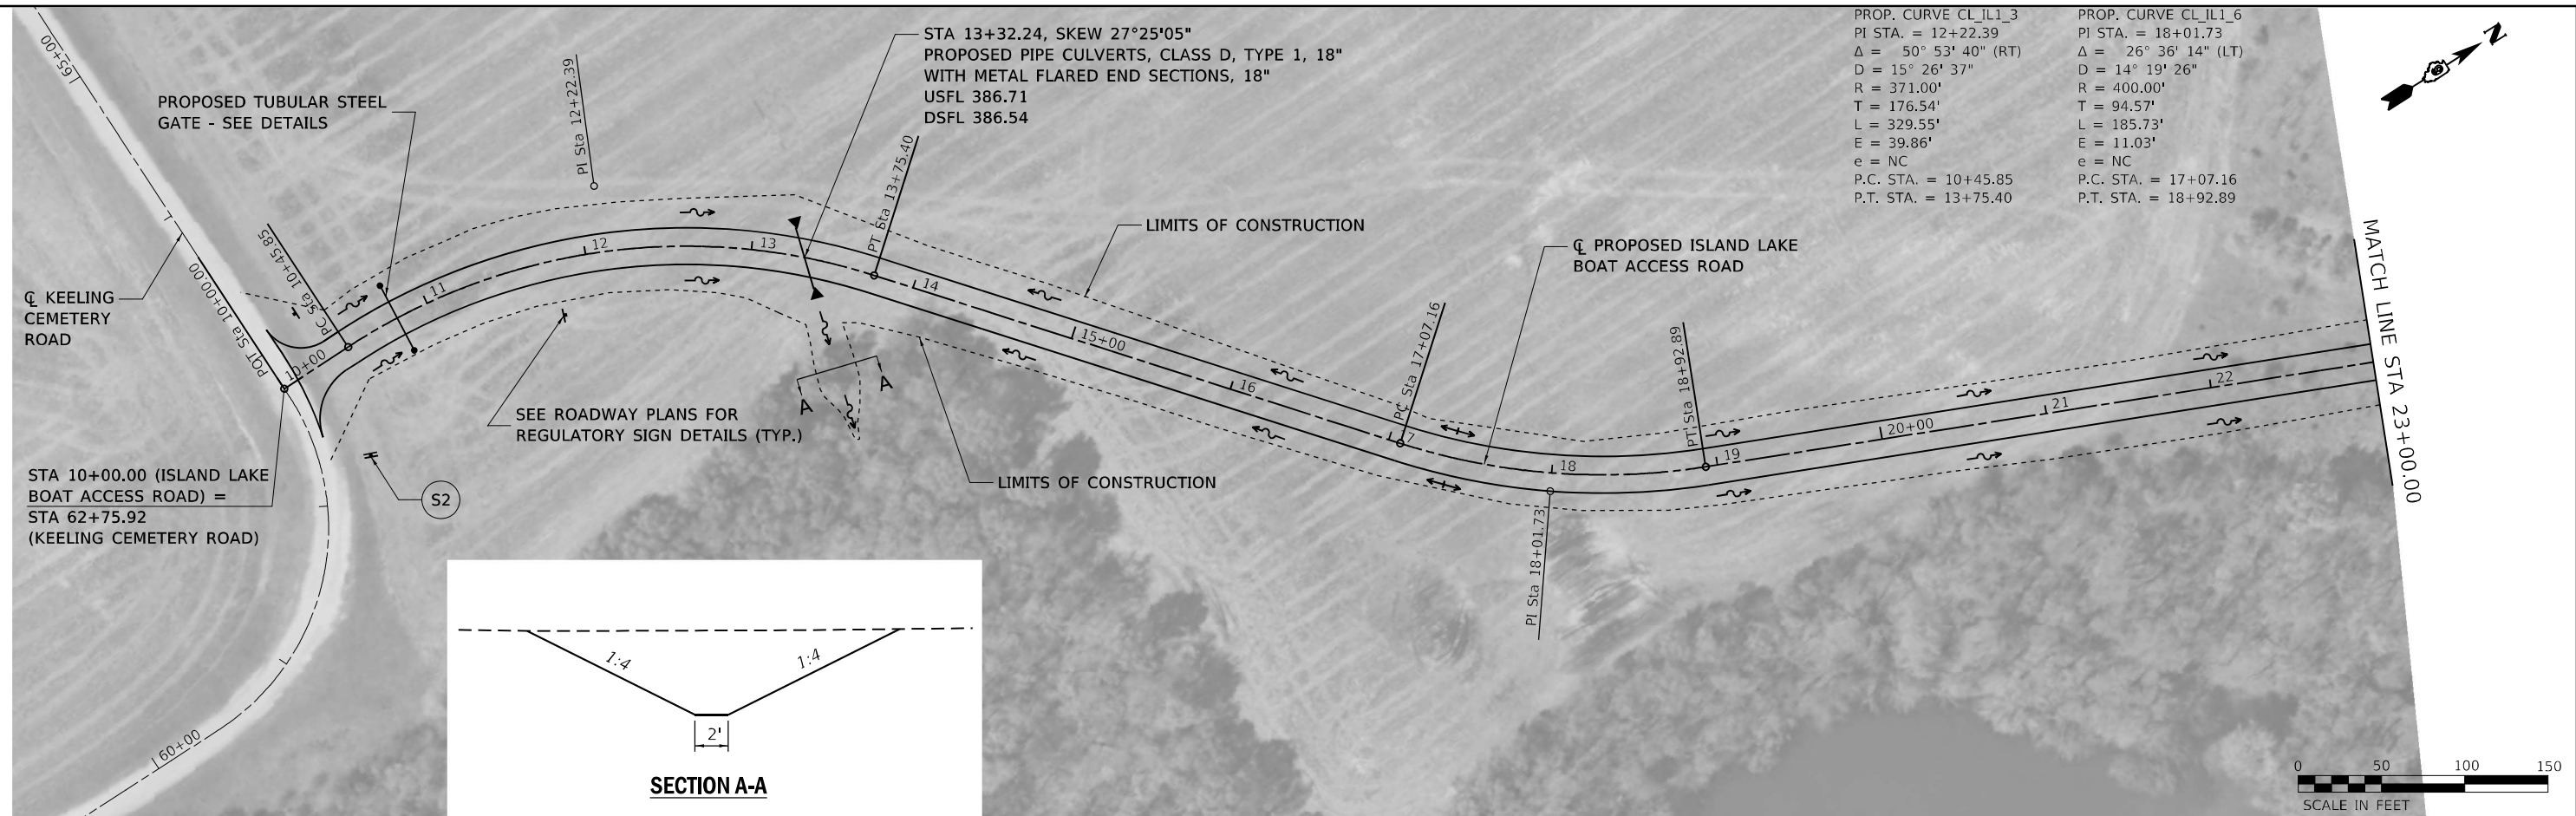 65+00
PROPOSED TUBULAR STEEL
GATE - SEE DETAILS
PI Sta 12+22.39
STA 13+32.24, SKEW 27°25'05"
PROPOSED PIPE CULVERTS, CLASS D, TYPE 1, 18"
WITH METAL FLARED END SECTIONS, 18"
USFL 386.71
DSFL 386.54
PROP. CURVE CL_IL1_3
PI STA. = 12+22.39
Δ = 50° 53' 40" (RT)
D = 15° 26' 37"
R = 371.00'
T = 176.54'
L = 329.55'
E = 39.86'
e = NC
P.C. STA. = 10+45.85
P.T. STA. = 13+75.40
PROP. CURVE CL_IL1_6
PI STA. = 18+01.73
Δ = 26° 36' 14" (LT)
D = 14° 19' 26"
R = 400.00'
T = 94.57'
L = 185.73'
E = 11.03'
e = NC
P.C. STA. = 17+07.16
P.T. STA. = 18+92.89
N
℄ KEELING
CEMETERY
ROAD
POT Sta 10+00.00
PC Sta 10+45.85
10+00
11
12
13
PT Sta 13+75.40
14
15+00
16
PC Sta 17+07.16
17
18
PT Sta 18+92.89
19
20+00
21
22
LIMITS OF CONSTRUCTION
℄ PROPOSED ISLAND LAKE
BOAT ACCESS ROAD
MATCH LINE STA 23+00.00
SEE ROADWAY PLANS FOR
REGULATORY SIGN DETAILS (TYP.)
A
A
LIMITS OF CONSTRUCTION
STA 10+00.00 (ISLAND LAKE
BOAT ACCESS ROAD) =
STA 62+75.92
(KEELING CEMETERY ROAD)
S2
PI Sta 18+01.73
60+00
1:4
1:4
2'
SECTION A-A
0 50 100 150
SCALE IN FEET